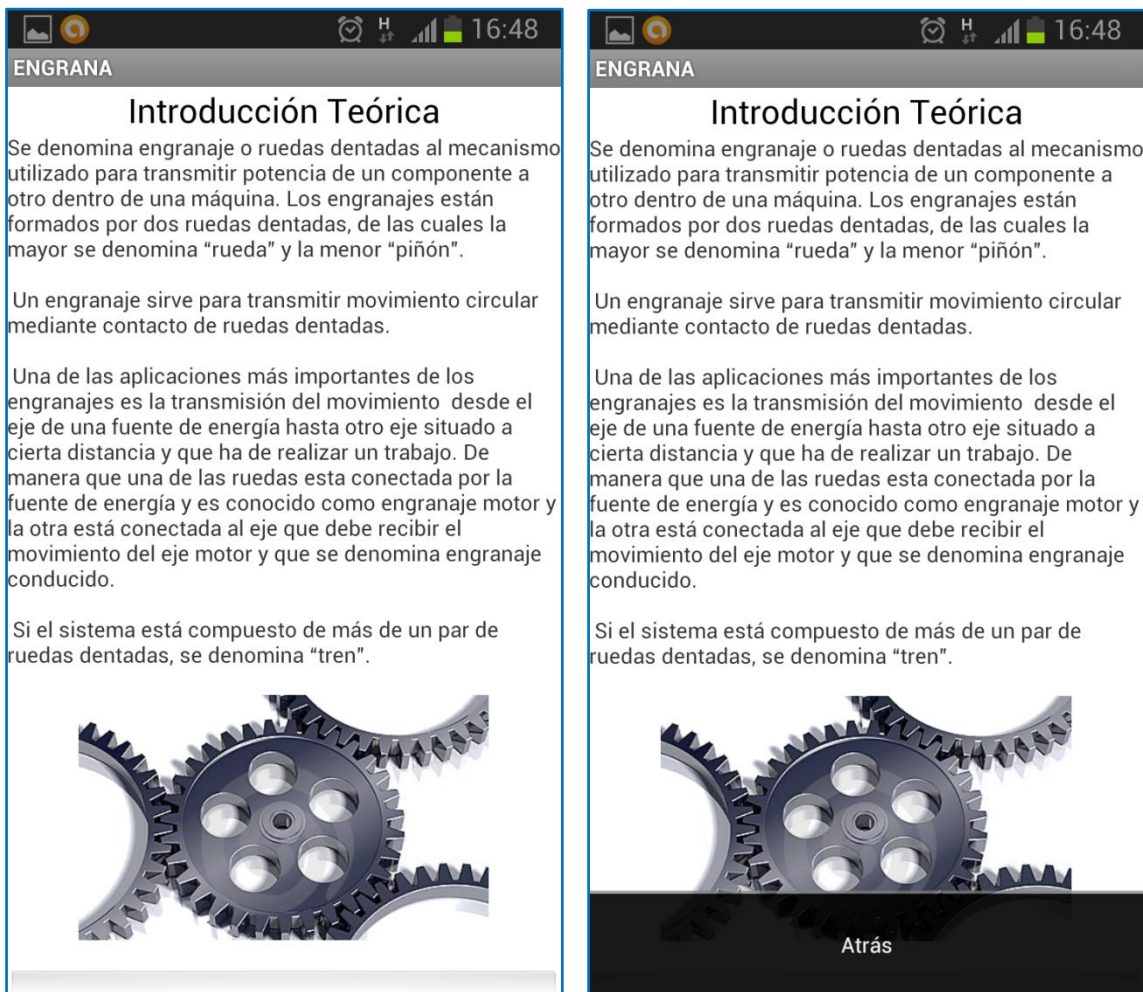 16:48
ENGRANA
Introducción Teórica
Se denomina engranaje o ruedas dentadas al mecanismo
utilizado para transmitir potencia de un componente a
otro dentro de una máquina. Los engranajes están
formados por dos ruedas dentadas, de las cuales la
mayor se denomina “rueda” y la menor “piñón”.
Un engranaje sirve para transmitir movimiento circular
mediante contacto de ruedas dentadas.
Una de las aplicaciones más importantes de los
engranajes es la transmisión del movimiento  desde el
eje de una fuente de energía hasta otro eje situado a
cierta distancia y que ha de realizar un trabajo. De
manera que una de las ruedas esta conectada por la
fuente de energía y es conocido como engranaje motor y
la otra está conectada al eje que debe recibir el
movimiento del eje motor y que se denomina engranaje
conducido.
Si el sistema está compuesto de más de un par de
ruedas dentadas, se denomina “tren”.
H
16:48
ENGRANA
Introducción Teórica
Se denomina engranaje o ruedas dentadas al mecanismo
utilizado para transmitir potencia de un componente a
otro dentro de una máquina. Los engranajes están
formados por dos ruedas dentadas, de las cuales la
mayor se denomina “rueda” y la menor “piñón”.
Un engranaje sirve para transmitir movimiento circular
mediante contacto de ruedas dentadas.
Una de las aplicaciones más importantes de los
engranajes es la transmisión del movimiento  desde el
eje de una fuente de energía hasta otro eje situado a
cierta distancia y que ha de realizar un trabajo. De
manera que una de las ruedas esta conectada por la
fuente de energía y es conocido como engranaje motor y
la otra está conectada al eje que debe recibir el
movimiento del eje motor y que se denomina engranaje
conducido.
Si el sistema está compuesto de más de un par de
ruedas dentadas, se denomina “tren”.
Atrás